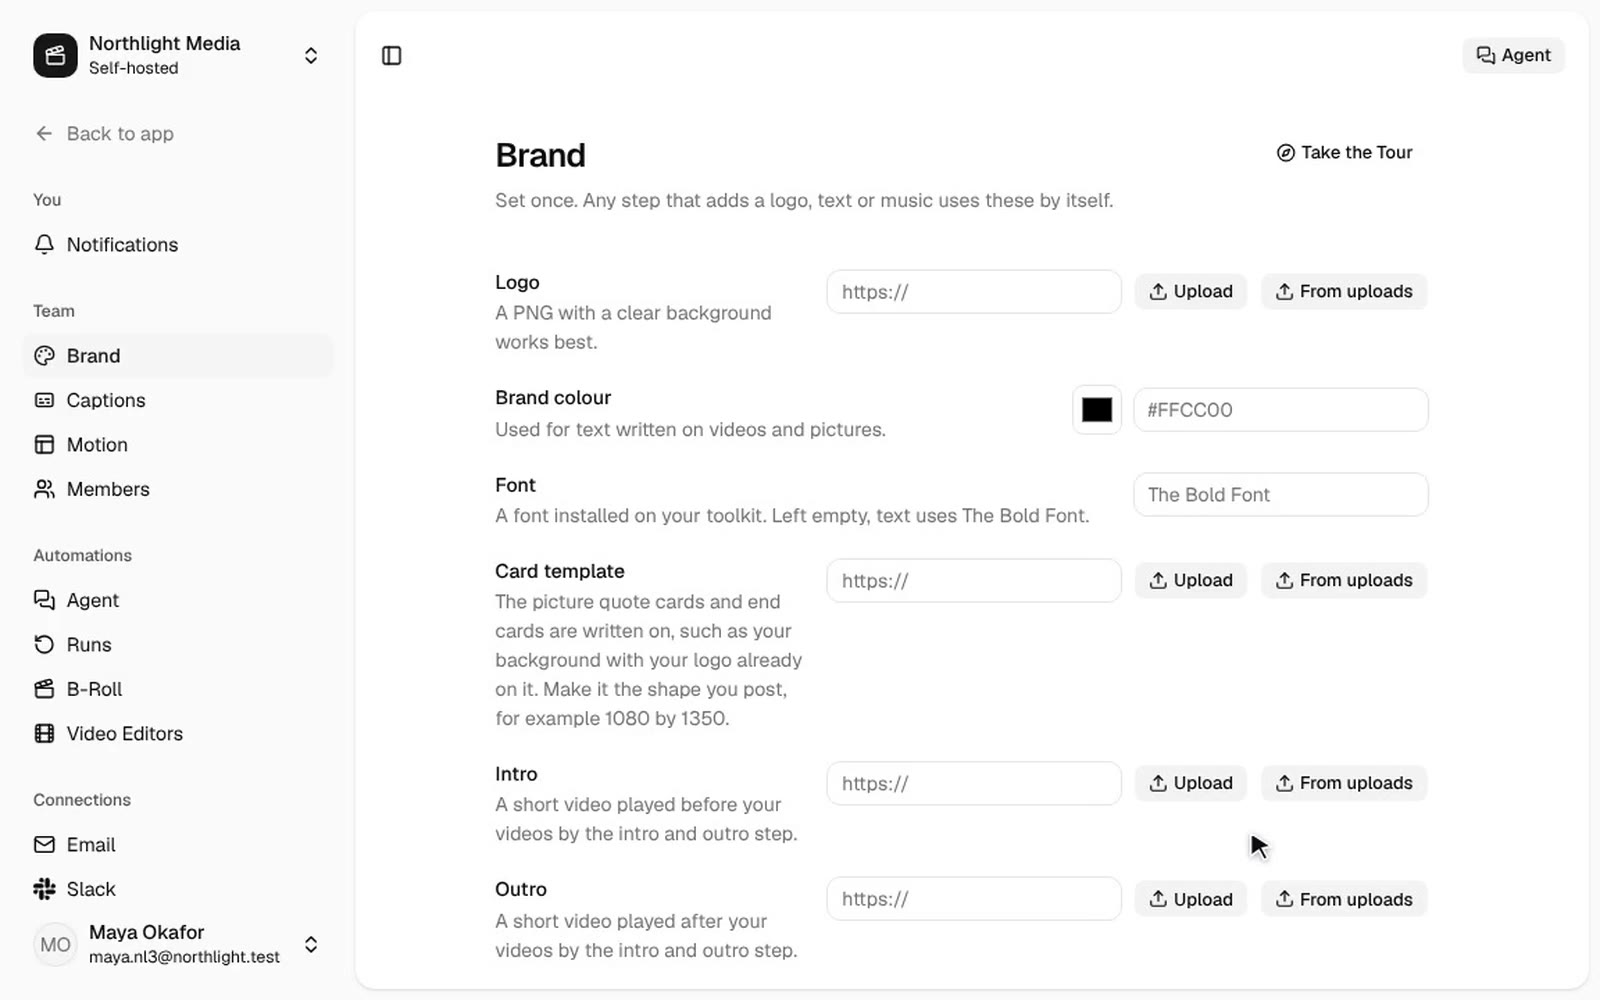 Northlight Media
Self-hosted
Back to app
You
Notifications
Team
Brand
Captions
Motion
Members
Automations
Agent
Runs
B-Roll
Video Editors
Connections
Email
Slack
MO
Maya Okafor
maya.nl3@northlight.test
Agent
Brand
Take the Tour
Set once. Any step that adds a logo, text or music uses these by itself.
Logo
A PNG with a clear background
works best.
https://
Upload
From uploads
Brand colour
Used for text written on videos and pictures.
#FFCC00
Font
A font installed on your toolkit. Left empty, text uses The Bold Font.
The Bold Font
Card template
The picture quote cards and end
cards are written on, such as your
background with your logo already
on it. Make it the shape you post,
for example 1080 by 1350.
https://
Upload
From uploads
Intro
A short video played before your
videos by the intro and outro step.
https://
Upload
From uploads
Outro
A short video played after your
videos by the intro and outro step.
https://
Upload
From uploads